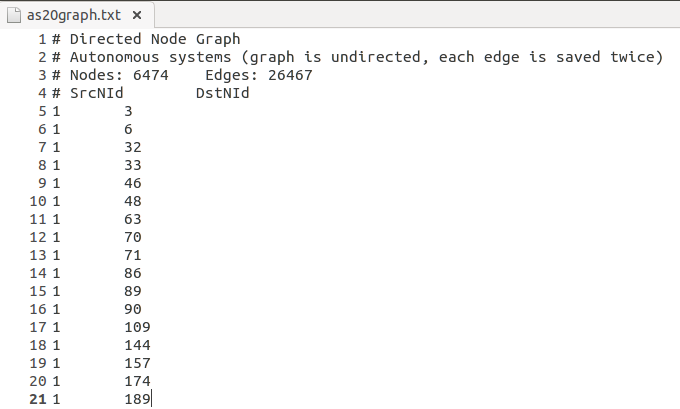 as20graph.txt ×
1 # Directed Node Graph
2 # Autonomous systems (graph is undirected, each edge is saved twice)
3 # Nodes: 6474    Edges: 26467
4 # SrcNId        DstNId
5 1       3
6 1       6
7 1       32
8 1       33
9 1       46
10 1       48
11 1       63
12 1       70
13 1       71
14 1       86
15 1       89
16 1       90
17 1       109
18 1       144
19 1       157
20 1       174
21 1       189